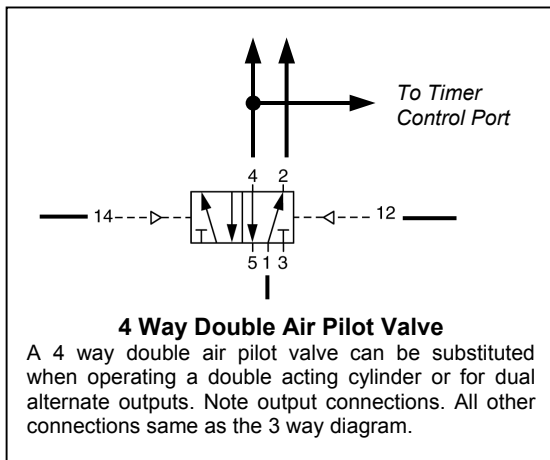 To Timer
Control Port
4 2
14 12
5 1 3
4 Way Double Air Pilot Valve
A 4 way double air pilot valve can be substituted
when operating a double acting cylinder or for dual
alternate outputs. Note output connections. All other
connections same as the 3 way diagram.